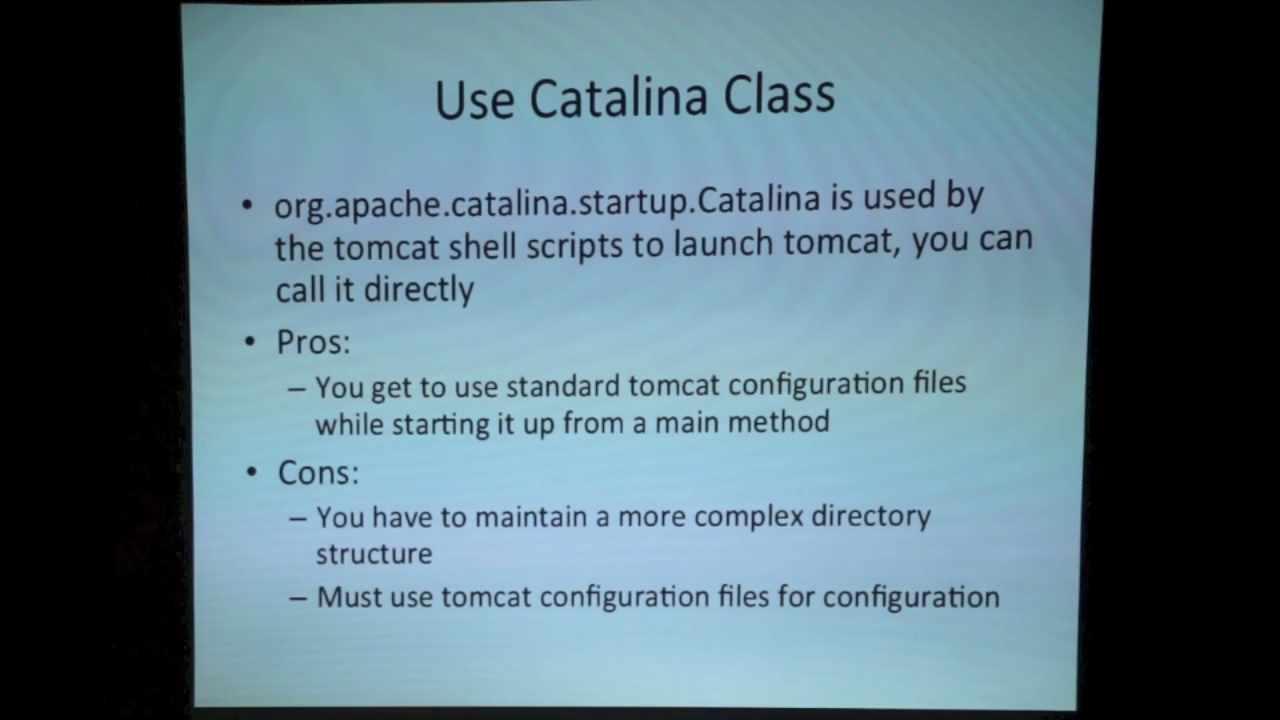 Use Catalina Class
• org.apache.catalina.startup.Catalina is used by
the tomcat shell scripts to launch tomcat, you can
call it directly
• Pros:
– You get to use standard tomcat configuration files
while starting it up from a main method
• Cons:
– You have to maintain a more complex directory
structure
– Must use tomcat configuration files for configuration